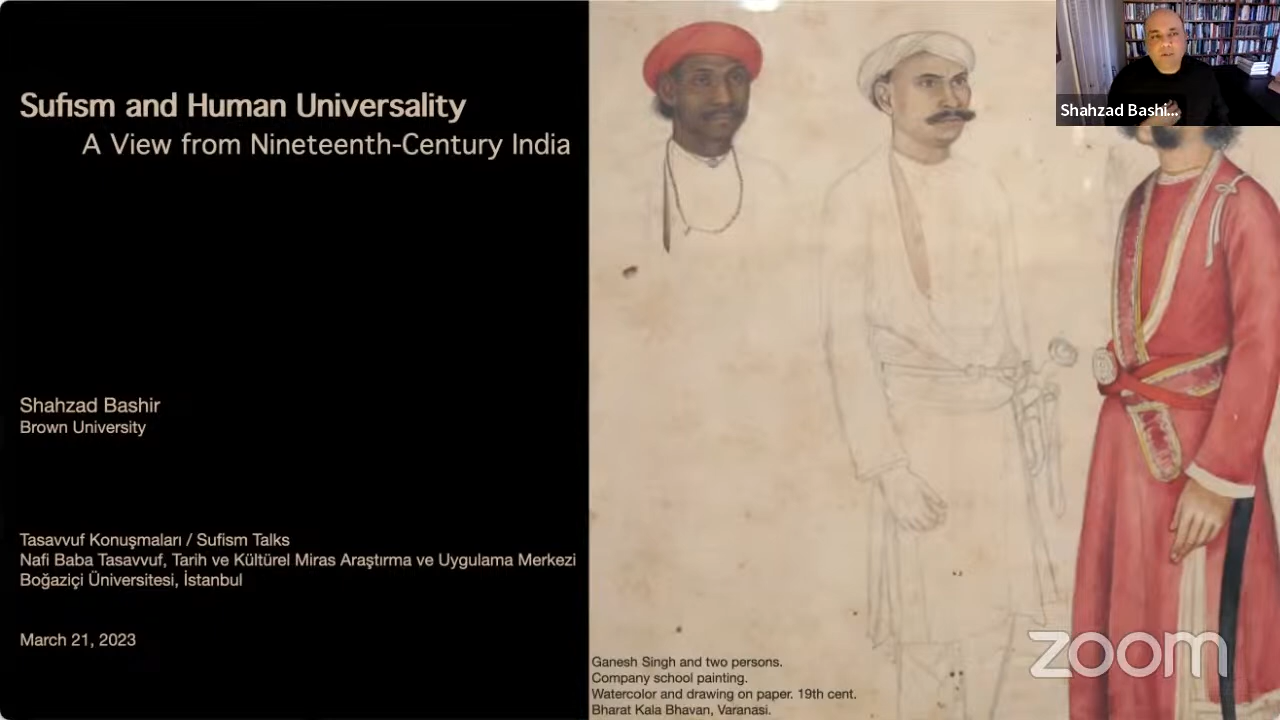 Sufism and Human Universality
A View from Nineteenth-Century India
Shahzad Bashir
Brown University
Tasavvuf Konuşmaları / Sufism Talks
Nafi Baba Tasavvuf, Tarih ve Kültürel Miras Araştırma ve Uygulama Merkezi
Boğaziçi Üniversitesi, İstanbul
March 21, 2023
Ganesh Singh and two persons.
Company school painting.
Watercolor and drawing on paper. 19th cent.
Bharat Kala Bhavan, Varanasi.
Shahzad Bashi...
zoom